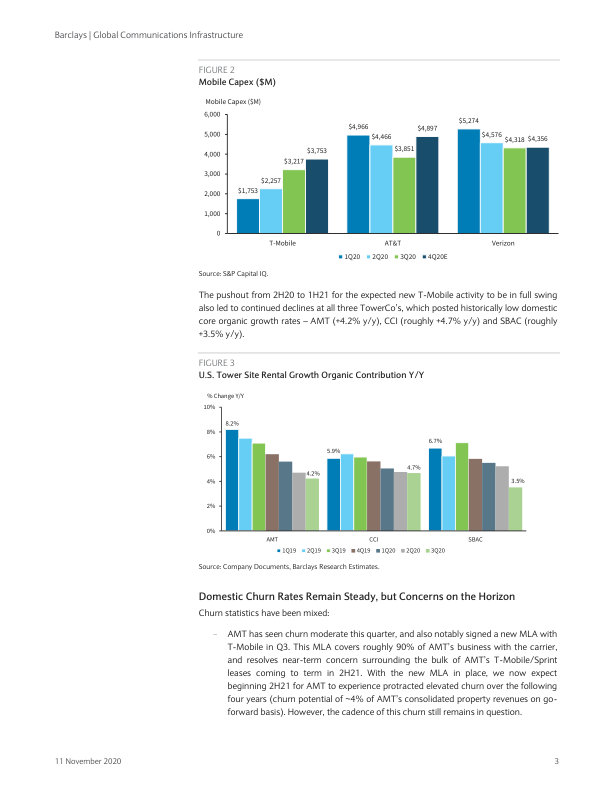 Barclays | Global Communications Infrastructure
FIGURE 2
Mobile Capex ($M)
Mobile Capex ($M)
6,000
5,000
4,000
3,000
2,000
1,000
0
$1,753
$2,257
$3,217
$3,753
$4,966
$4,466
$3,851
$4,897
$5,274
$4,576
$4,318
$4,356
T-Mobile AT&T Verizon
1Q20 2Q20 3Q20 4Q20E
Source: S&P Capital IQ.
The pushout from 2H20 to 1H21 for the expected new T-Mobile activity to be in full swing
also led to continued declines at all three TowerCo's, which posted historically low domestic
core organic growth rates – AMT (+4.2% y/y), CCI (roughly +4.7% y/y) and SBAC (roughly
+3.5% y/y).
FIGURE 3
U.S. Tower Site Rental Growth Organic Contribution Y/Y
% Change Y/Y
10%
8%
6%
4%
2%
0%
8.2%
4.2%
5.9%
4.7%
6.7%
3.5%
AMT CCI SBAC
1Q19 2Q19 3Q19 4Q19 1Q20 2Q20 3Q20
Source: Company Documents, Barclays Research Estimates.
Domestic Churn Rates Remain Steady, but Concerns on the Horizon
Churn statistics have been mixed:
– AMT has seen churn moderate this quarter, and also notably signed a new MLA with
T-Mobile in Q3. This MLA covers roughly 90% of AMT's business with the carrier,
and resolves near-term concern surrounding the bulk of AMT's T-Mobile/Sprint
leases coming to term in 2H21. With the new MLA in place, we now expect
beginning 2H21 for AMT to experience protracted elevated churn over the following
four years (churn potential of ~4% of AMT's consolidated property revenues on go-
forward basis). However, the cadence of this churn still remains in question.
11 November 2020 3